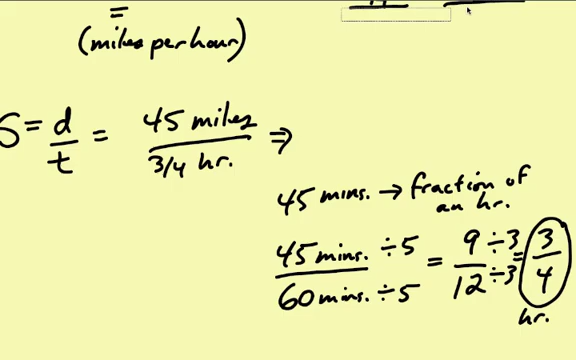 =
(miles per hour)
S = d/t = 45 miles / 3/4 hr. ⇒
45 mins. → fraction of an hr.
45 mins. ÷5 / 60 mins. ÷5 = 9 ÷3 / 12 ÷3 = 3/4
hr.